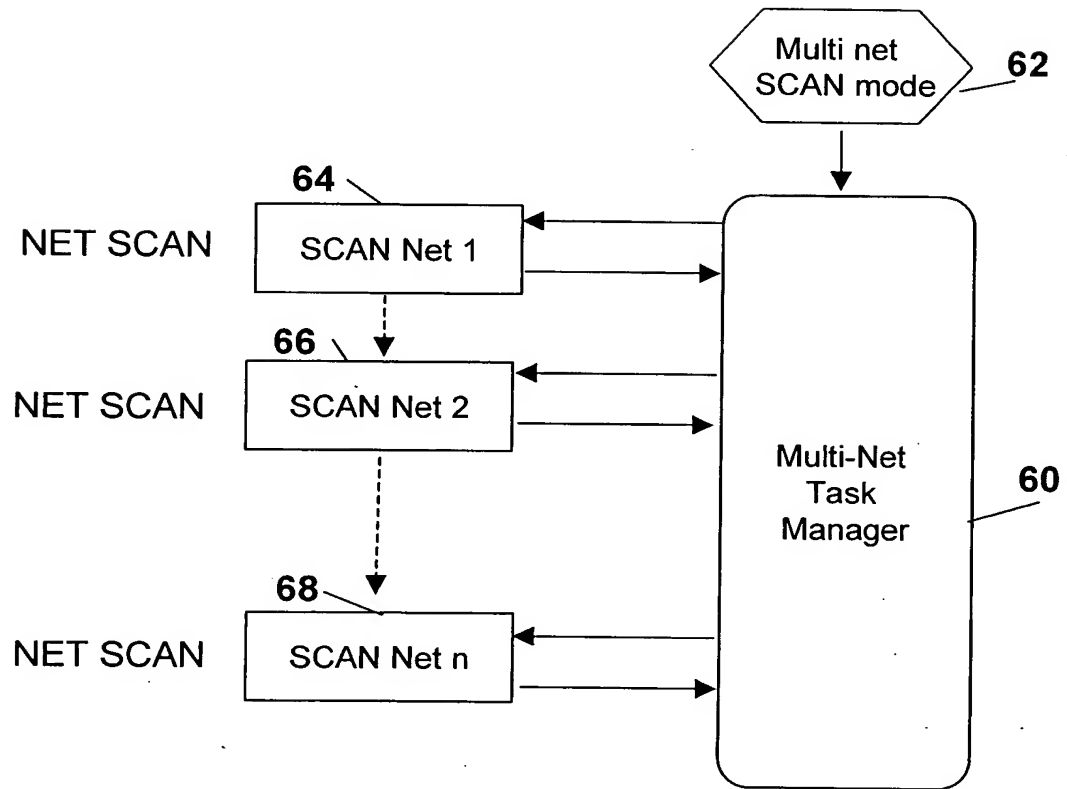 Multi net
SCAN mode
62
64
NET SCAN
SCAN Net 1
66
NET SCAN
SCAN Net 2
Multi-Net
Task
Manager
60
68
NET SCAN
SCAN Net n